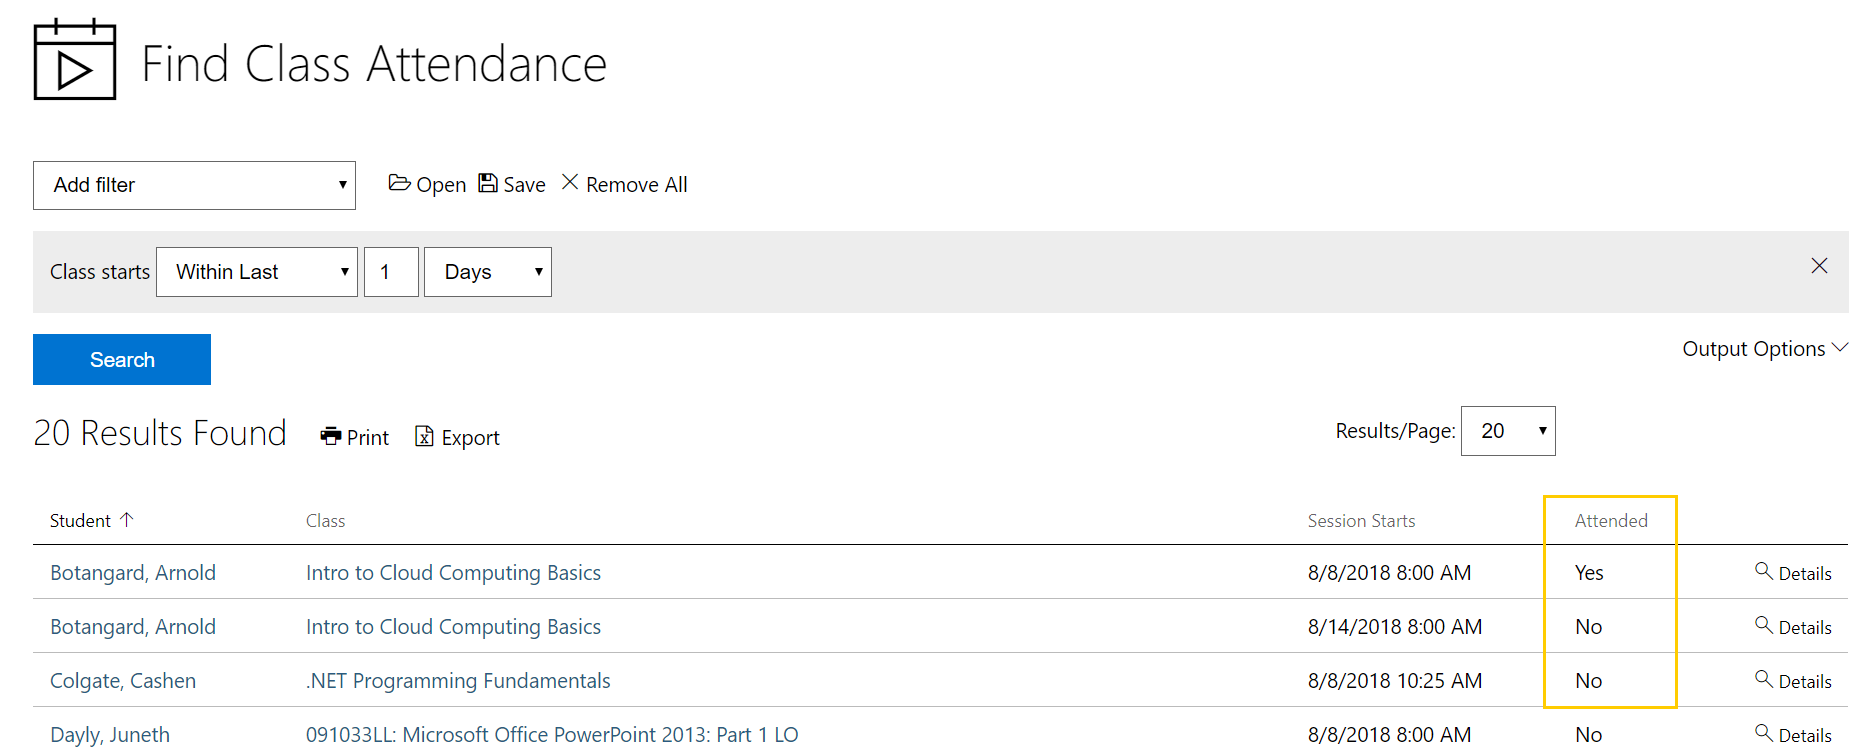 Find Class Attendance
Add filter Open Save Remove All
Class starts Within Last 1 Days
Search
Output Options
20 Results Found Print Export Results/Page: 20
Student Class Session Starts Attended
Botangard, Arnold Intro to Cloud Computing Basics 8/8/2018 8:00 AM Yes Details
Botangard, Arnold Intro to Cloud Computing Basics 8/14/2018 8:00 AM No Details
Colgate, Cashen .NET Programming Fundamentals 8/8/2018 10:25 AM No Details
Dayly, Juneth 091033LL: Microsoft Office PowerPoint 2013: Part 1 LO 8/8/2018 8:00 AM No Details